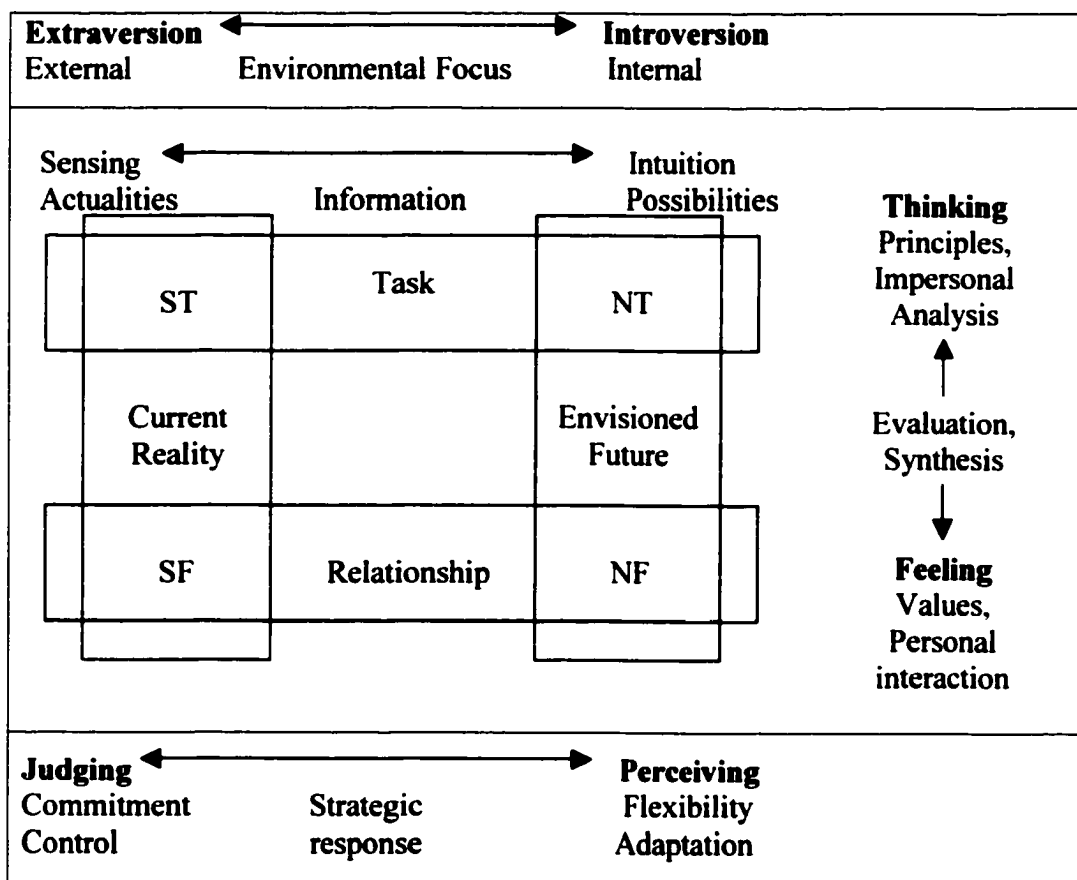 Extraversion Introversion
External Environmental Focus Internal
Sensing Intuition
Actualities Information Possibilities
Thinking
Principles,
Impersonal
Analysis
ST Task NT
Current Envisioned
Reality Future
Evaluation,
Synthesis
SF Relationship NF
Feeling
Values,
Personal
interaction
Judging Perceiving
Commitment Strategic Flexibility
Control response Adaptation